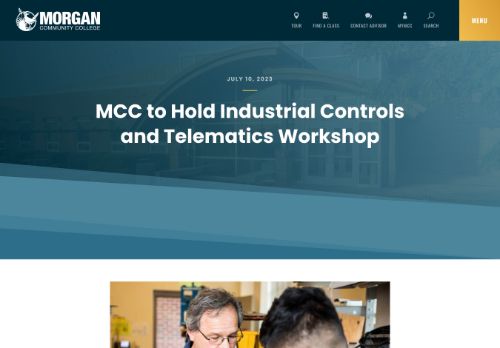 MORGAN
COMMUNITY COLLEGE
TOUR
FIND A CLASS
CONTACT ADVISOR
MYMCC
SEARCH
MENU
JULY 10, 2023
MCC to Hold Industrial Controls
and Telematics Workshop